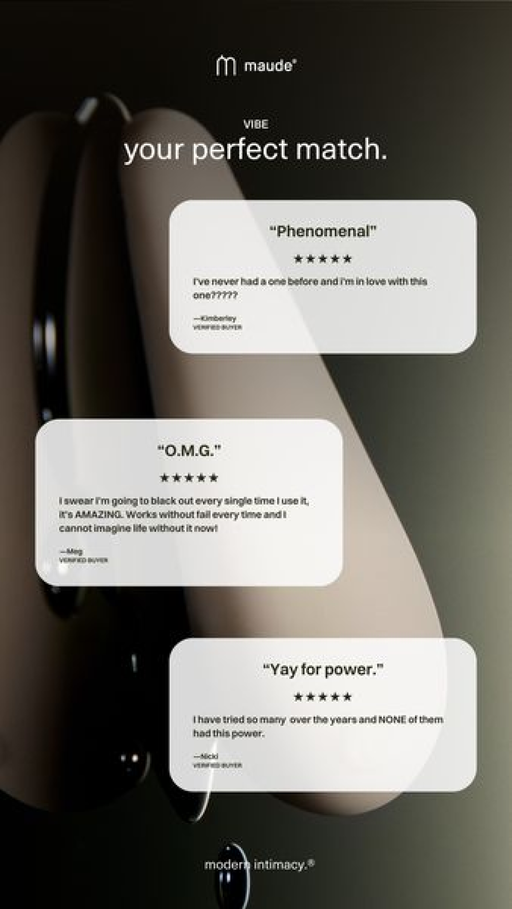 maude®
VIBE
your perfect match.
“Phenomenal”
★★★★★
I've never had a one before and i'm in love with this
one?????
—Kimberley
VERIFIED BUYER
“O.M.G.”
★★★★★
I swear i'm going to black out every single time I use it,
it's AMAZING. Works without fail every time and I
cannot imagine life without it now!
—Meg
VERIFIED BUYER
“Yay for power.”
★★★★★
I have tried so many  over the years and NONE of them
had this power.
—Nicki
VERIFIED BUYER
modern intimacy.®